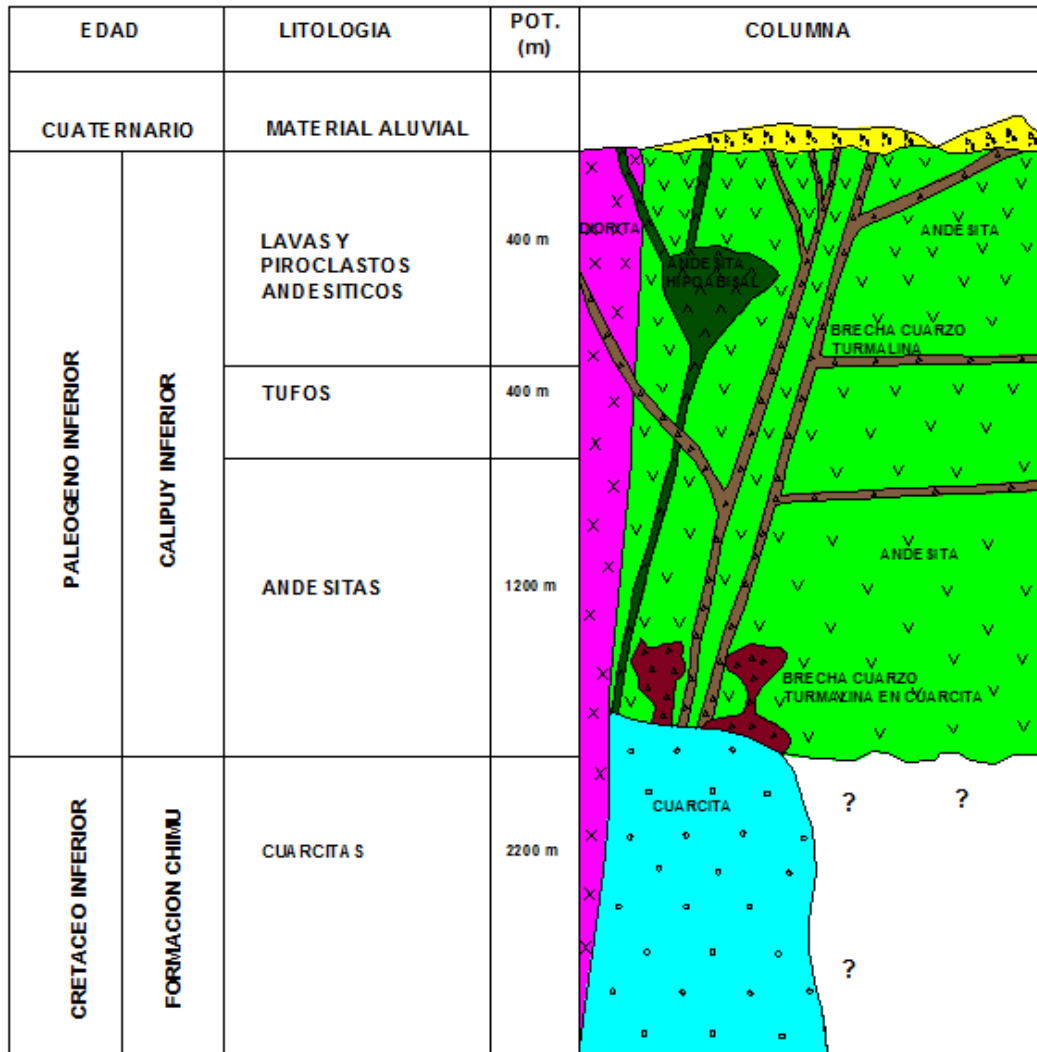 EDAD
LITOLOGIA
POT.
(m)
COLUMNA
CUATERNARIO
MATERIAL ALUVIAL
PALEOGENO INFERIOR
CALIPUY INFERIOR
LAVAS Y
PIROCLASTOS
ANDESITICOS
400 m
TUFOS
400 m
ANDESITAS
1200 m
CRETACEO INFERIOR
FORMACION CHIMU
CUARCITAS
2200 m
DIORITA
ANDESITA
HIPOABISAL
ANDESITA
BRECHA CUARZO
TURMALINA
ANDESITA
BRECHA CUARZO
TURMALINA EN CUARCITA
CUARCITA
?
?
?